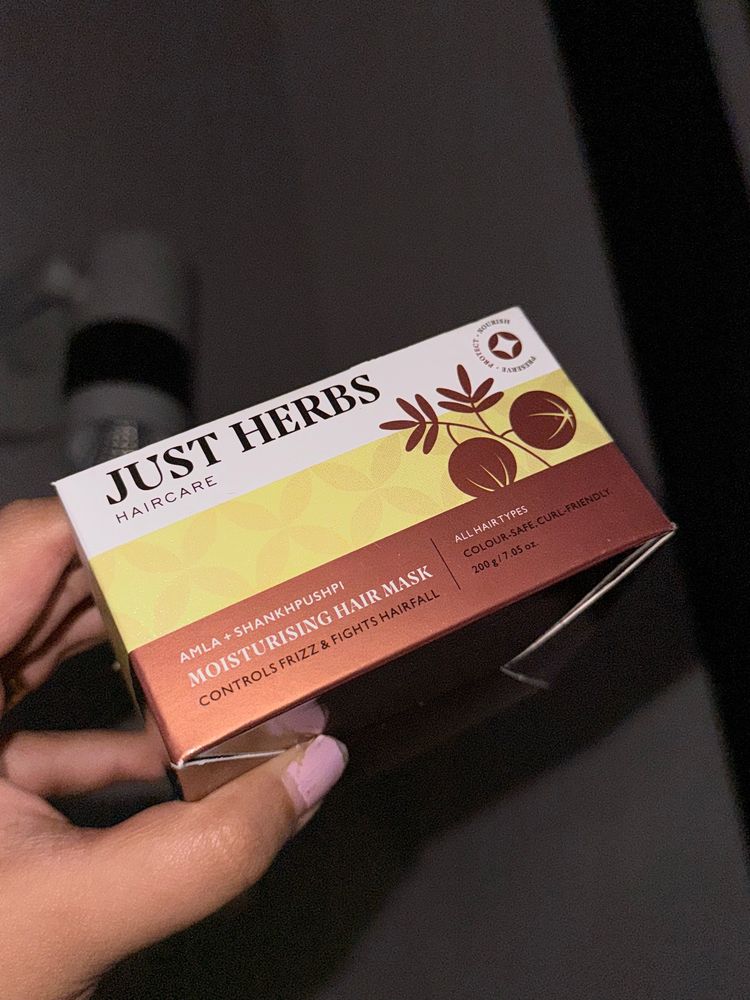 JUST HERBS
HAIRCARE
NOURISH • PROTECT • PRESERVE
AMLA + SHANKHPUSHPI
MOISTURISING HAIR MASK
CONTROLS FRIZZ & FIGHTS HAIRFALL
ALL HAIR TYPES
COLOUR-SAFE. CURL-FRIENDLY.
200 g / 7.05 oz.